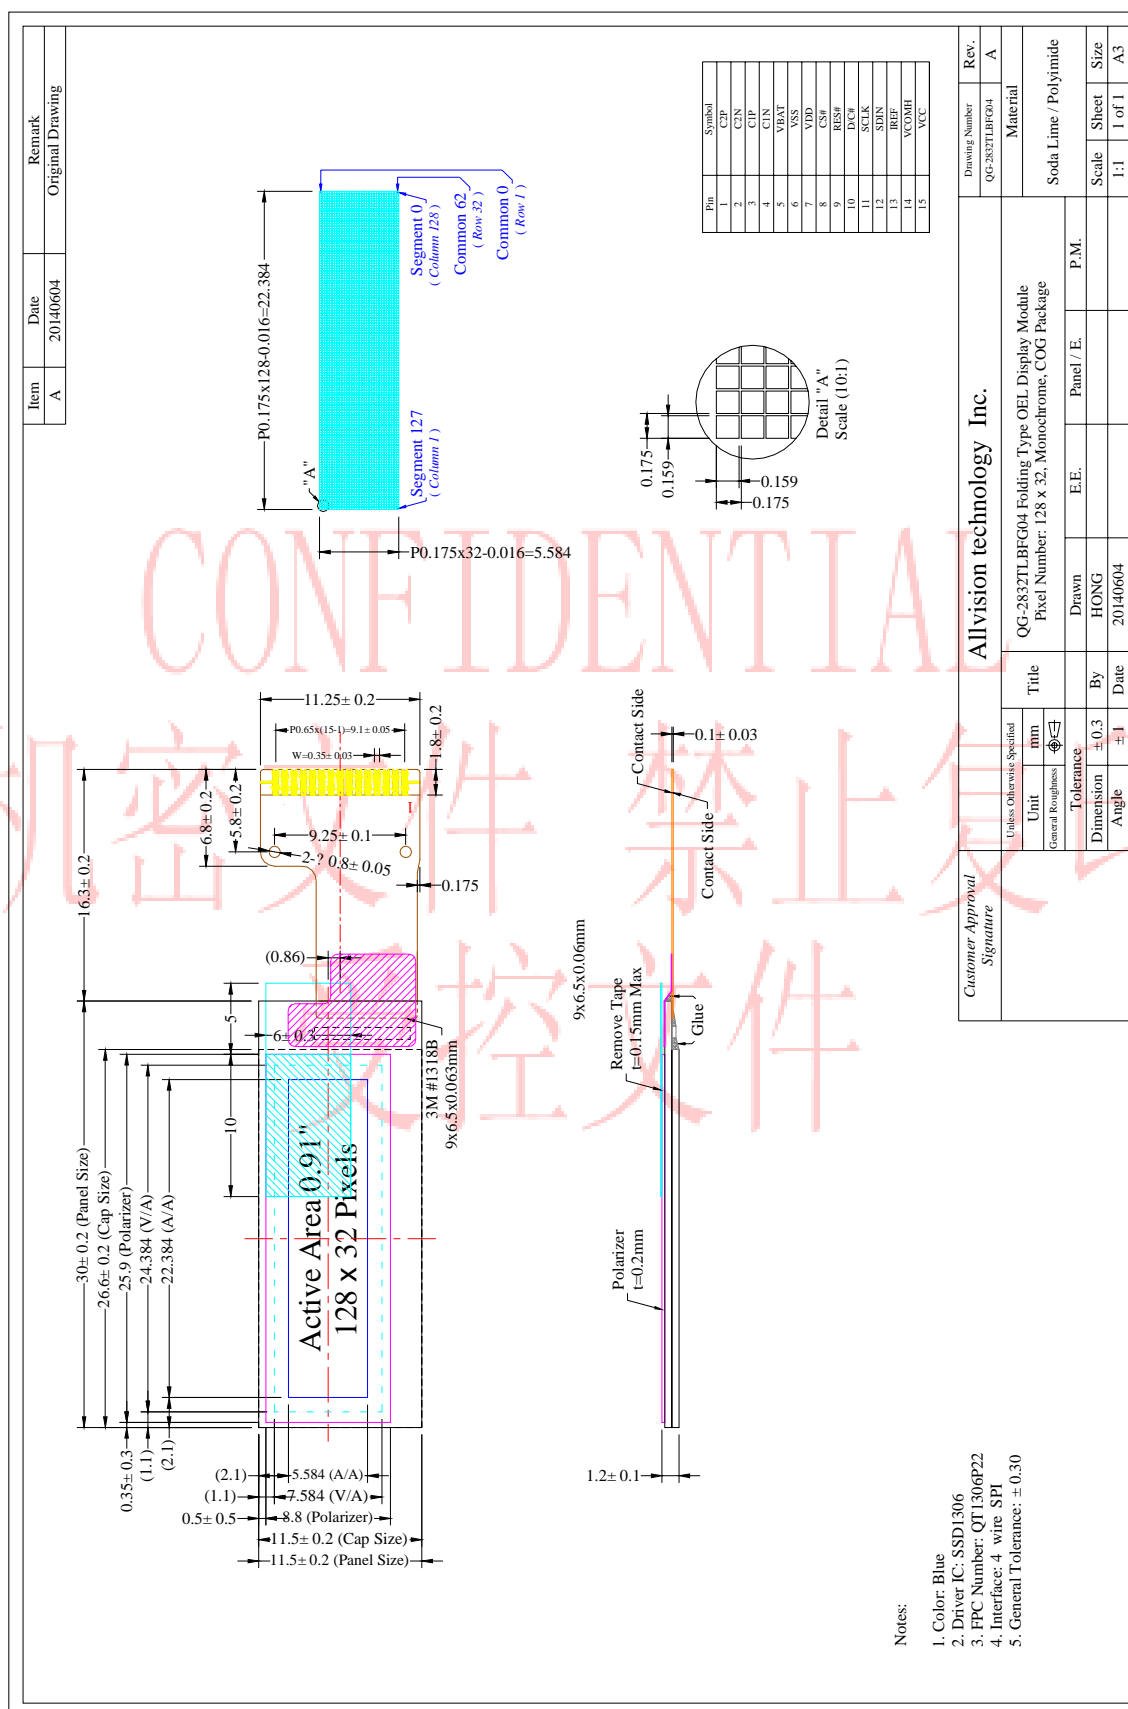 Item Date Remark
A 20140604 Original Drawing
P0.175x128-0.016=22.384
"A"
P0.175x32-0.016=5.584
Segment 127
( Column 1 )
Segment 0
( Column 128 )
Common 62
( Row 32 )
Common 0
( Row 1 )
Detail "A"
Scale (10:1)
0.175
0.159
0.159
0.175
Pin Symbol
1 C2P
2 C2N
3 C1P
4 C1N
5 VBAT
6 VSS
7 VDD
8 CS#
9 RES#
10 D/C#
11 SCLK
12 SDIN
13 IREF
14 VCOMH
15 VCC
CONFIDENTIAL
机密文件 禁止复印
受控文件
30±0.2 (Panel Size)
26.6±0.2 (Cap Size)
25.9 (Polarizer)
24.384 (V/A)
22.384 (A/A)
0.35±0.3
(1.1)
(2.1)
16.3±0.2
6.8±0.2
5.8±0.2
5
10
6±0.3
(0.86)
11.25±0.2
P0.65x(15-1)=9.1±0.05
W=0.35±0.03
1.8±0.2
1
9.25±0.1
2-? 0.8±0.05
0.175
3M #1318B
9x6.5x0.063mm
Active Area 0.91"
128 x 32 Pixels
(2.1)
5.584 (A/A)
(1.1)
7.584 (V/A)
0.5±0.5
8.8 (Polarizer)
11.5±0.2 (Cap Size)
11.5±0.2 (Panel Size)
Contact Side
0.1±0.03
Contact Side
9x6.5x0.06mm
Remove Tape
t=0.15mm Max
Glue
Polarizer
t=0.2mm
1.2±0.1
Notes:
1. Color: Blue
2. Driver IC: SSD1306
3. FPC Number: QT1306P22
4. Interface: 4 wire SPI
5. General Tolerance: ±0.30
Customer Approval
Signature
Allvision technology Inc.
Drawing Number Rev.
QG-2832TLBFG04 A
Unless Otherwise Specified
Unit mm
General Roughness
Tolerance
Dimension ±0.3
Angle ±1
Title
QG-2832TLBFG04 Folding Type OEL Display Module
Pixel Number: 128 x 32, Monochrome, COG Package
Material
Soda Lime / Polyimide
Drawn E.E. Panel / E. P.M.
By HONG
Date 20140604
Scale Sheet Size
1:1 1 of 1 A3